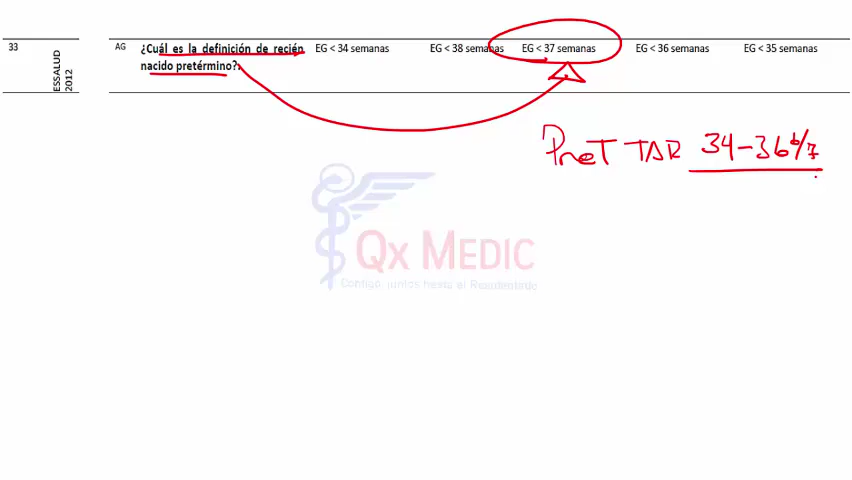 33 ESSALUD 2012 AG ¿Cuál es la definición de recién nacido pretérmino?. EG < 34 semanas EG < 38 semanas EG < 37 semanas EG < 36 semanas EG < 35 semanas
PreT TAR 34-36 6/7
Qx MEDIC
Contigo, juntos hasta el Residentado